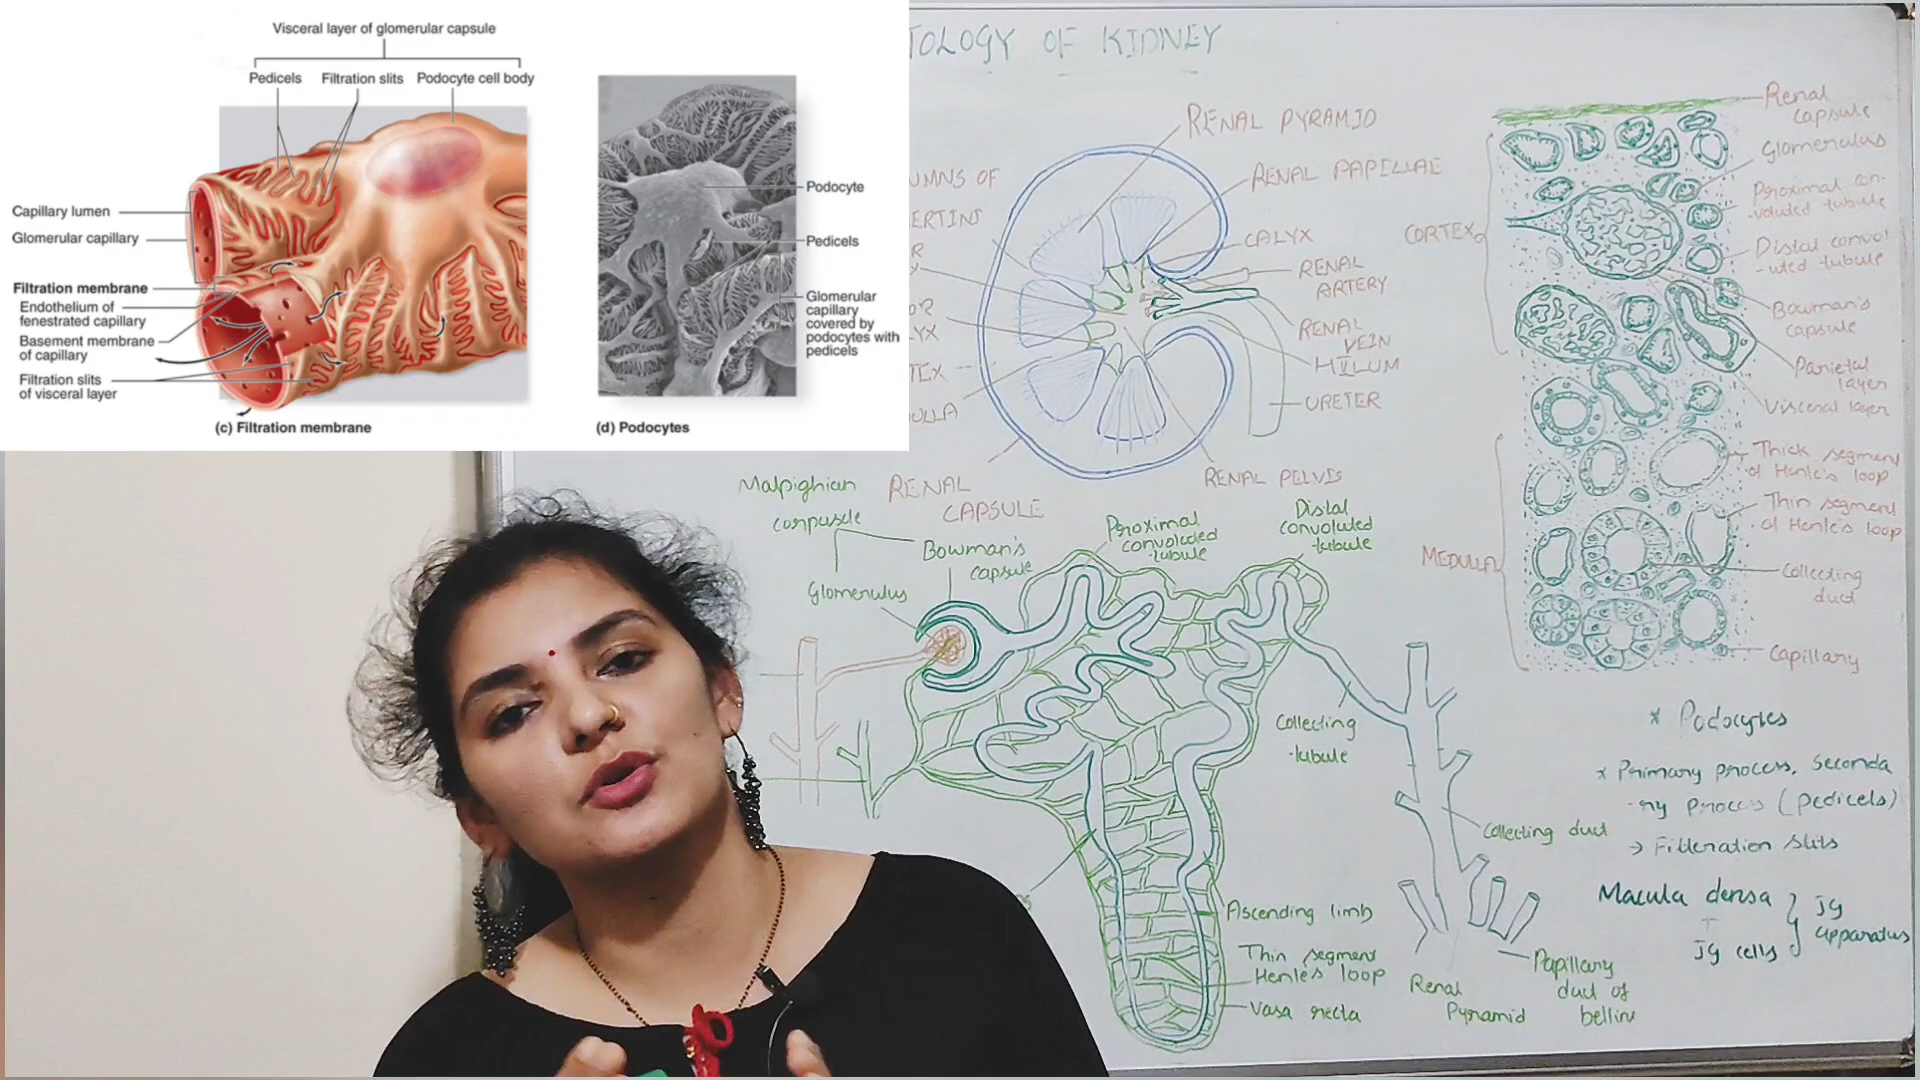 Visceral layer of glomerular capsule
Pedicels Filtration slits Podocyte cell body
Capillary lumen
Glomerular capillary
Filtration membrane
Endothelium of
fenestrated capillary
Basement membrane
of capillary
Filtration slits
of visceral layer
(c) Filtration membrane
Podocyte
Pedicels
Glomerular
capillary
covered by
podocytes with
pedicels
(d) Podocytes
TOLOGY OF KIDNEY
RENAL PYRAMID
RENAL PAPILLAE
UMNS OF
ERTINI
CALYX
RENAL
ARTERY
RENAL
VEIN
HILUM
URETER
RENAL PELVIS
RENAL
CAPSULE
R
X
OR
LYX
TEX
DULLA
Malpighian
corpuscle
Bowman's
capsule
Glomerulus
Proximal
convoluted
tubule
Distal
convoluted
tubule
Collecting
tubule
Collecting duct
Ascending limb
Thin segment
Henle's loop
Vasa recta
Renal
Pyramid
Papillary
duct of
bellini
CORTEX
MEDULLA
Renal
capsule
Glomerulus
Proximal con-
-voluted tubule
Distal convol
-uted tubule
Bowman's
capsule
Parietal
layer
Visceral layer
Thick segment
of Henle's loop
Thin segment
of Henle's loop
Collecting
duct
Capillary
x Podocytes
x Primary process, Seconda
-ry process (pedicels)
→ Filteration slits
Macula densa
+
JG cells
JG
apparatus